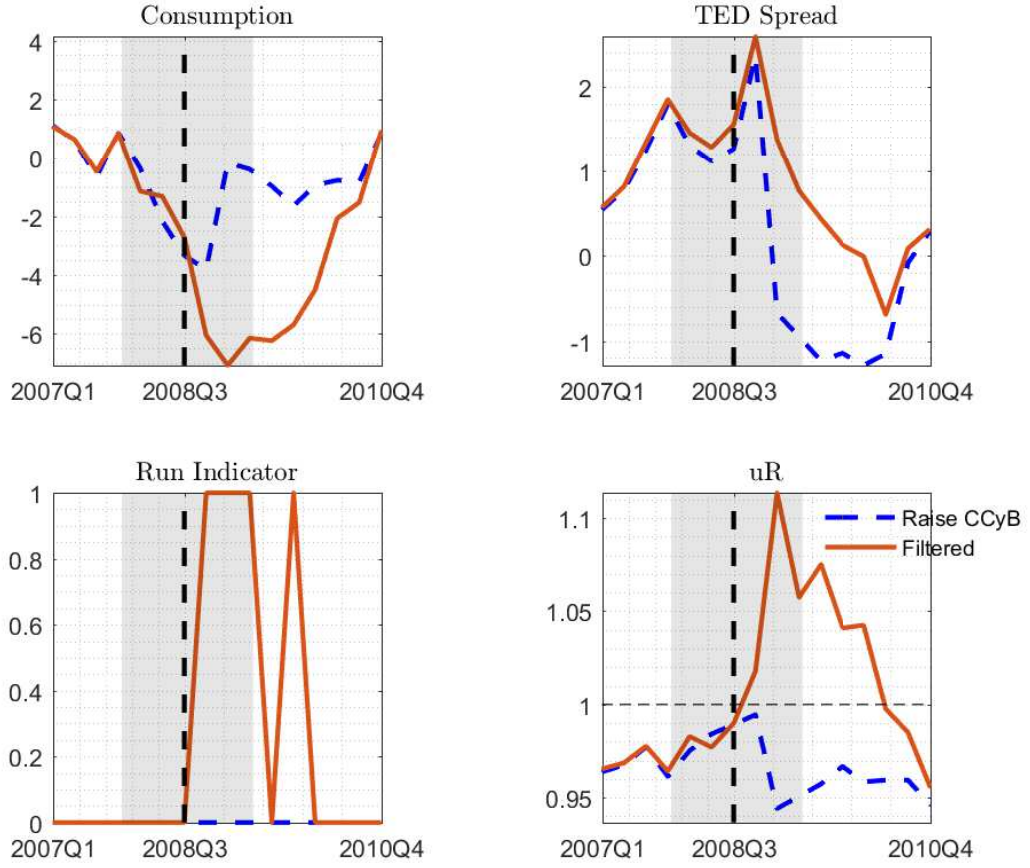 Consumption
4
2
0
-2
-4
-6
2007Q1 2008Q3 2010Q4
TED Spread
2
1
0
-1
2007Q1 2008Q3 2010Q4
Run Indicator
1
0.8
0.6
0.4
0.2
0
2007Q1 2008Q3 2010Q4
uR
1.1
1.05
1
0.95
2007Q1 2008Q3 2010Q4
Raise CCyB
Filtered